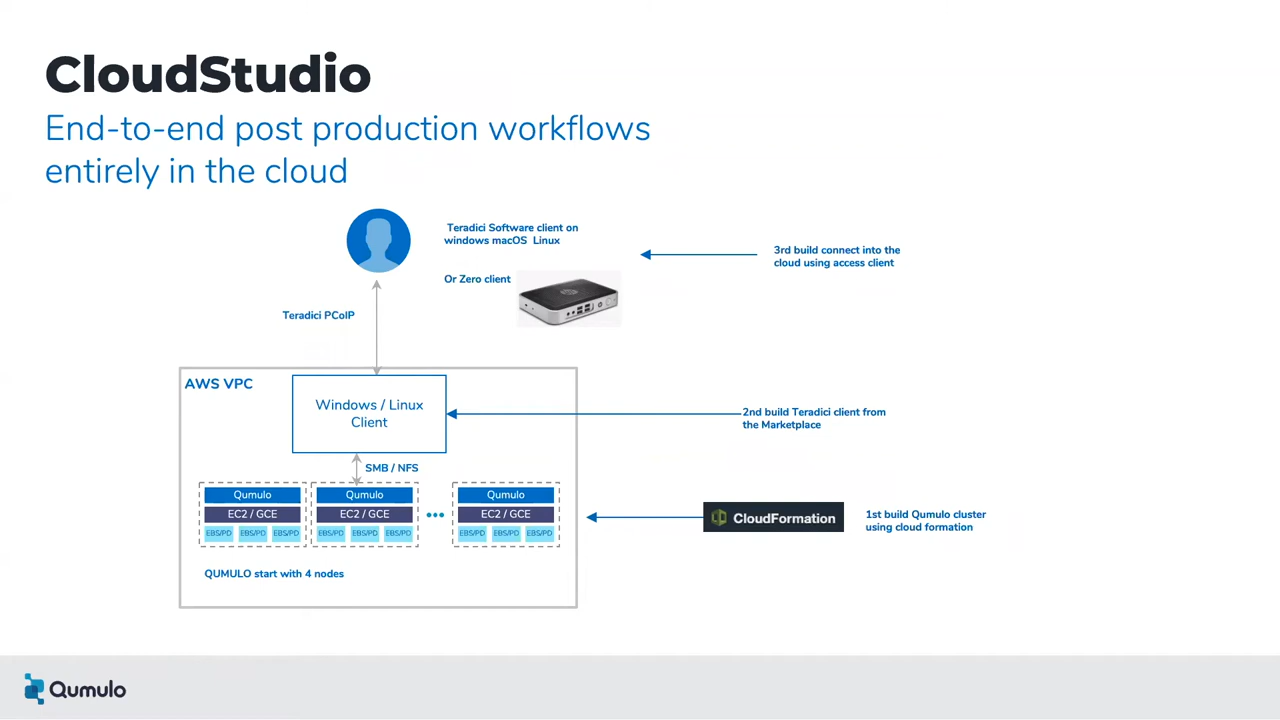 CloudStudio
End-to-end post production workflows
entirely in the cloud
Teradici Software client on
windows macOS Linux
Or Zero client
3rd build connect into the
cloud using access client
Teradici PCoIP
AWS VPC
Windows / Linux
Client
2nd build Teradici client from
the Marketplace
SMB / NFS
Qumulo
EC2 / GCE
EBS/PD EBS/PD EBS/PD
Qumulo
EC2 / GCE
EBS/PD EBS/PD EBS/PD
Qumulo
EC2 / GCE
EBS/PD EBS/PD EBS/PD
CloudFormation
1st build Qumulo cluster
using cloud formation
QUMULO start with 4 nodes
Qumulo